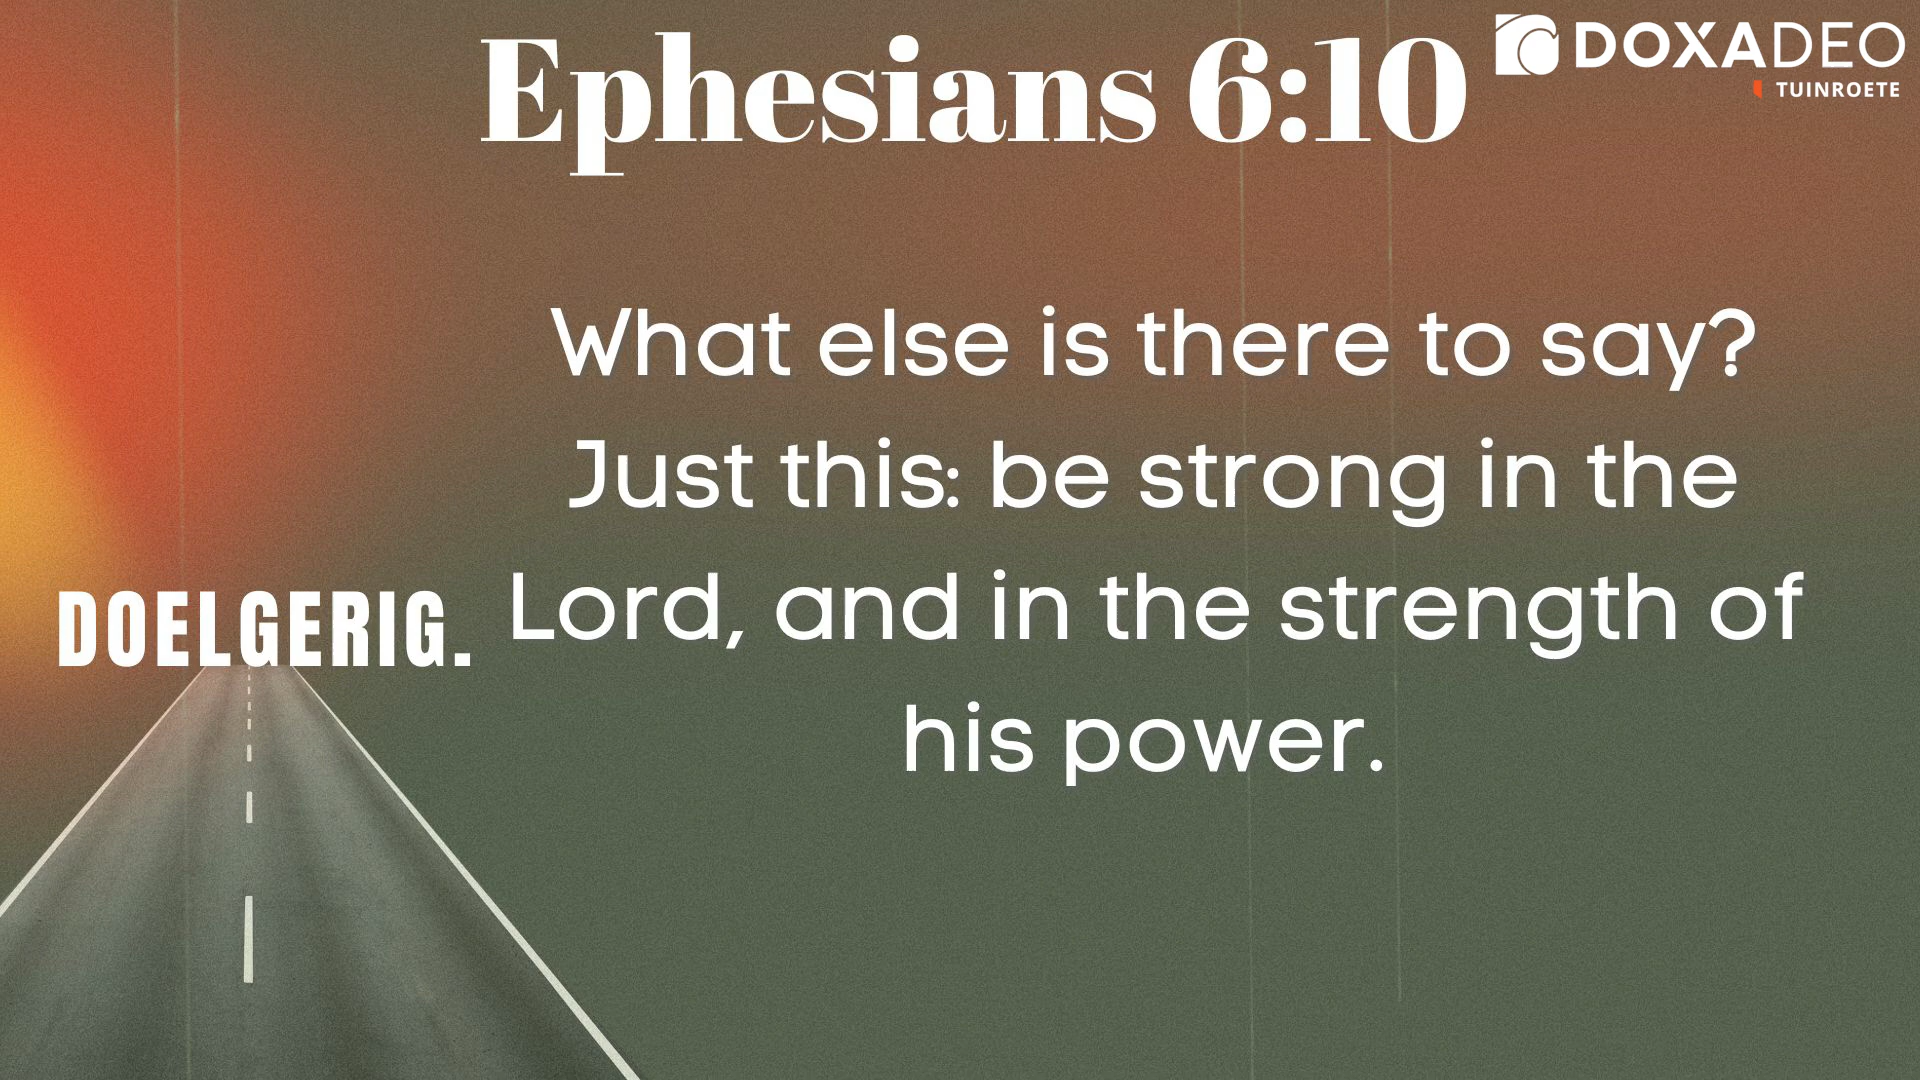 Ephesians 6:10
DOXADEO
TUINROETE
What else is there to say?
Just this: be strong in the
Lord, and in the strength of
his power.
DOELGERIG.